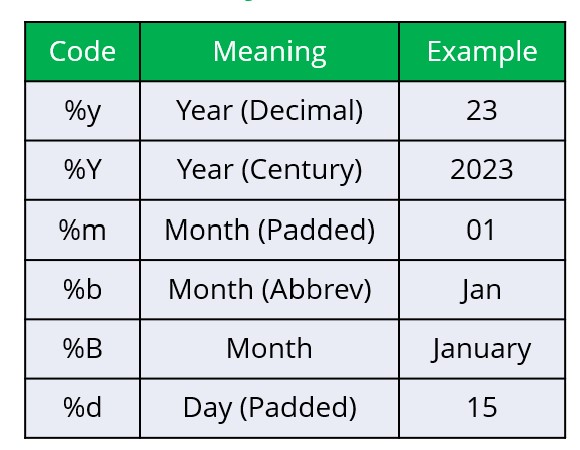 Code Meaning Example
%y Year (Decimal) 23
%Y Year (Century) 2023
%m Month (Padded) 01
%b Month (Abbrev) Jan
%B Month January
%d Day (Padded) 15